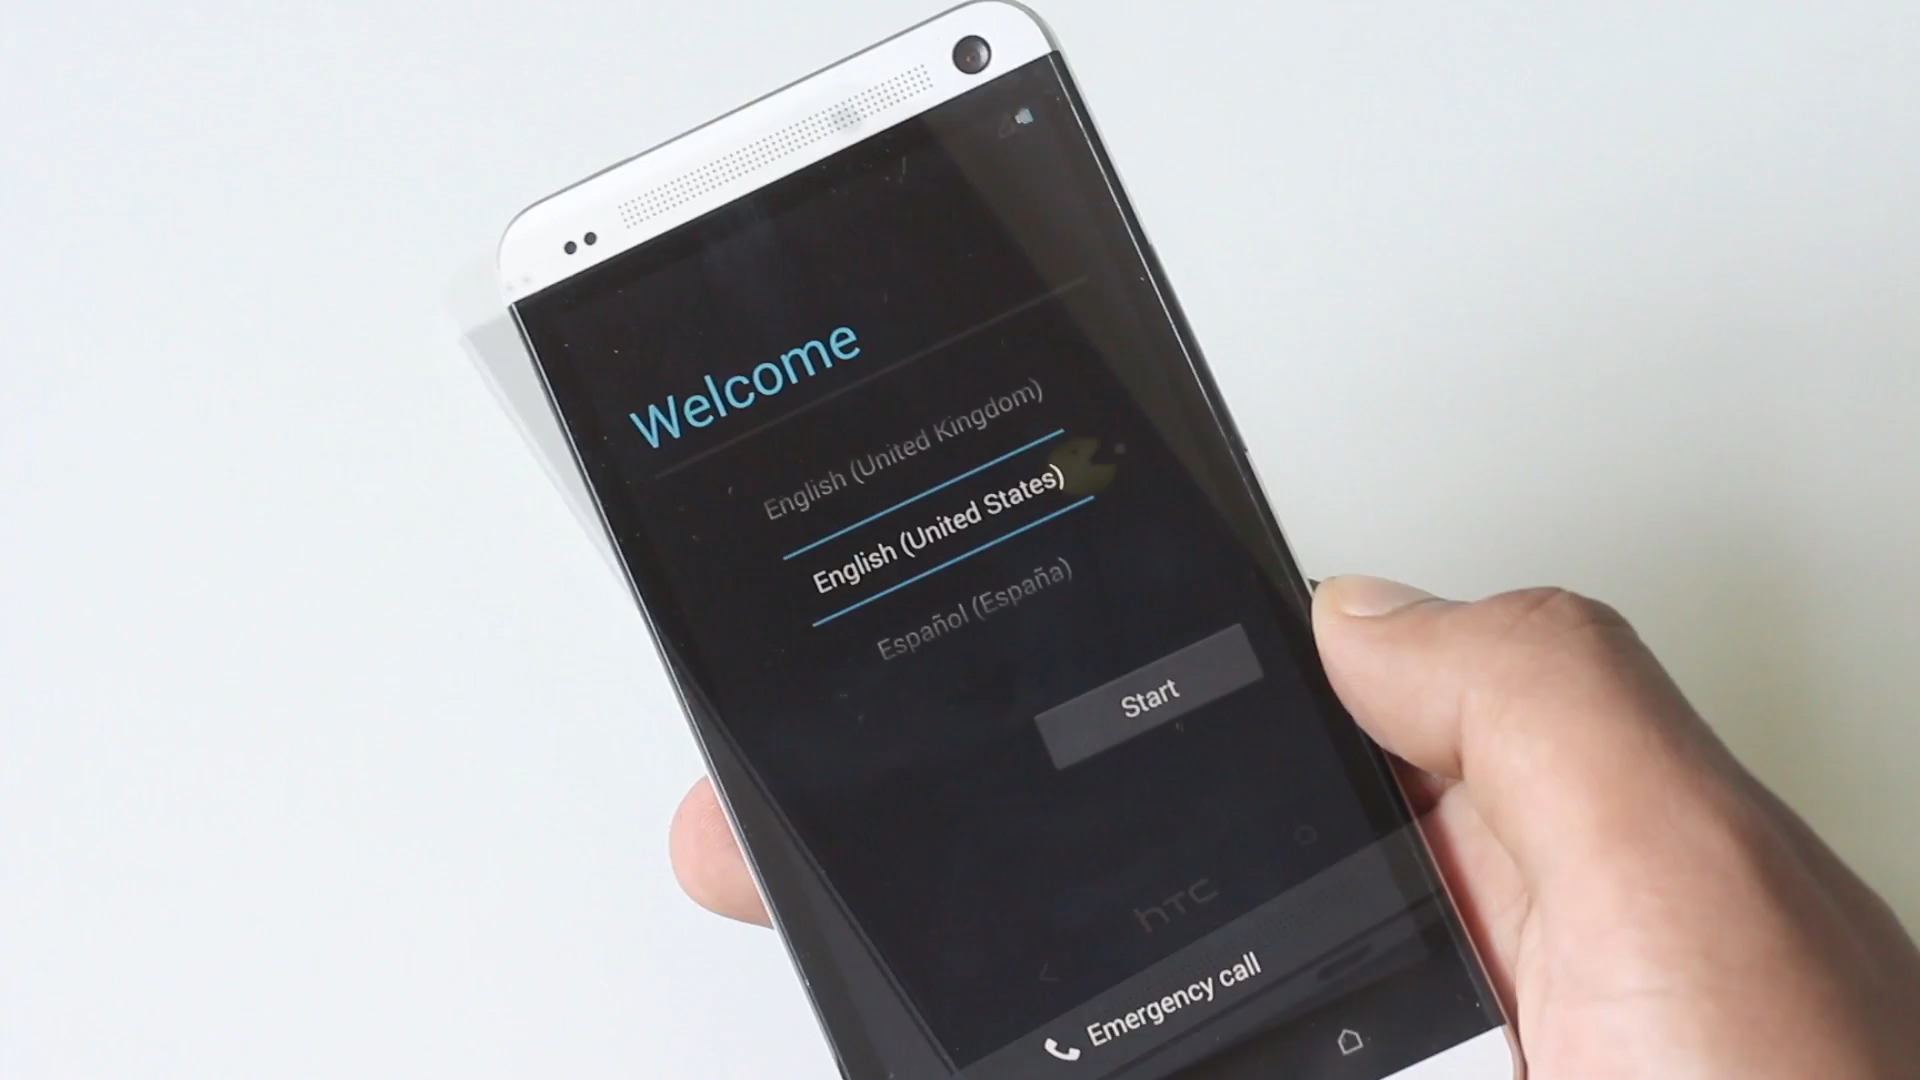 Welcome
English (United Kingdom)
English (United States)
Español (España)
Start
hTC
Emergency call